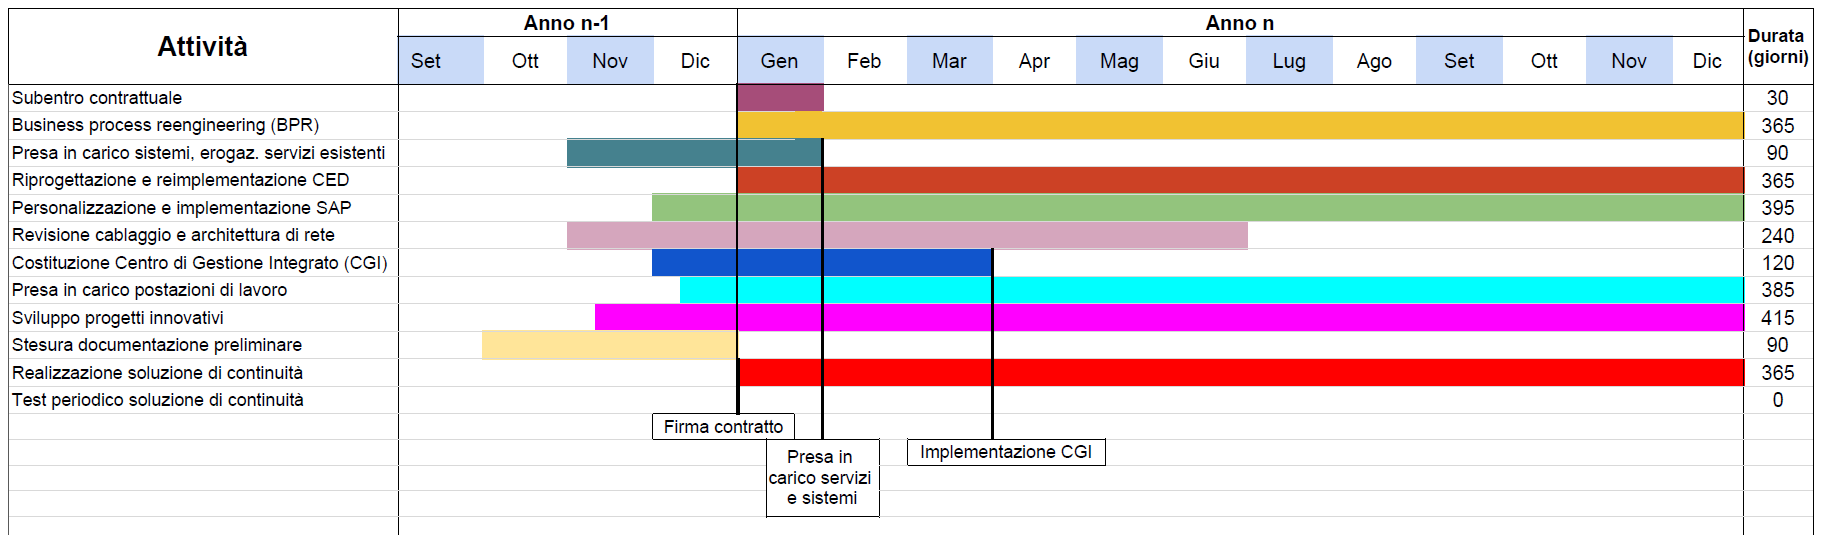 Attività
Anno n-1
Anno n
Durata
(giorni)
Set Ott Nov Dic Gen Feb Mar Apr Mag Giu Lug Ago Set Ott Nov Dic
Subentro contrattuale 30
Business process reengineering (BPR) 365
Presa in carico sistemi, erogaz. servizi esistenti 90
Riprogettazione e reimplementazione CED 365
Personalizzazione e implementazione SAP 395
Revisione cablaggio e architettura di rete 240
Costituzione Centro di Gestione Integrato (CGI) 120
Presa in carico postazioni di lavoro 385
Sviluppo progetti innovativi 415
Stesura documentazione preliminare 90
Realizzazione soluzione di continuità 365
Test periodico soluzione di continuità 0
Firma contratto
Presa in
carico servizi
e sistemi
Implementazione CGI